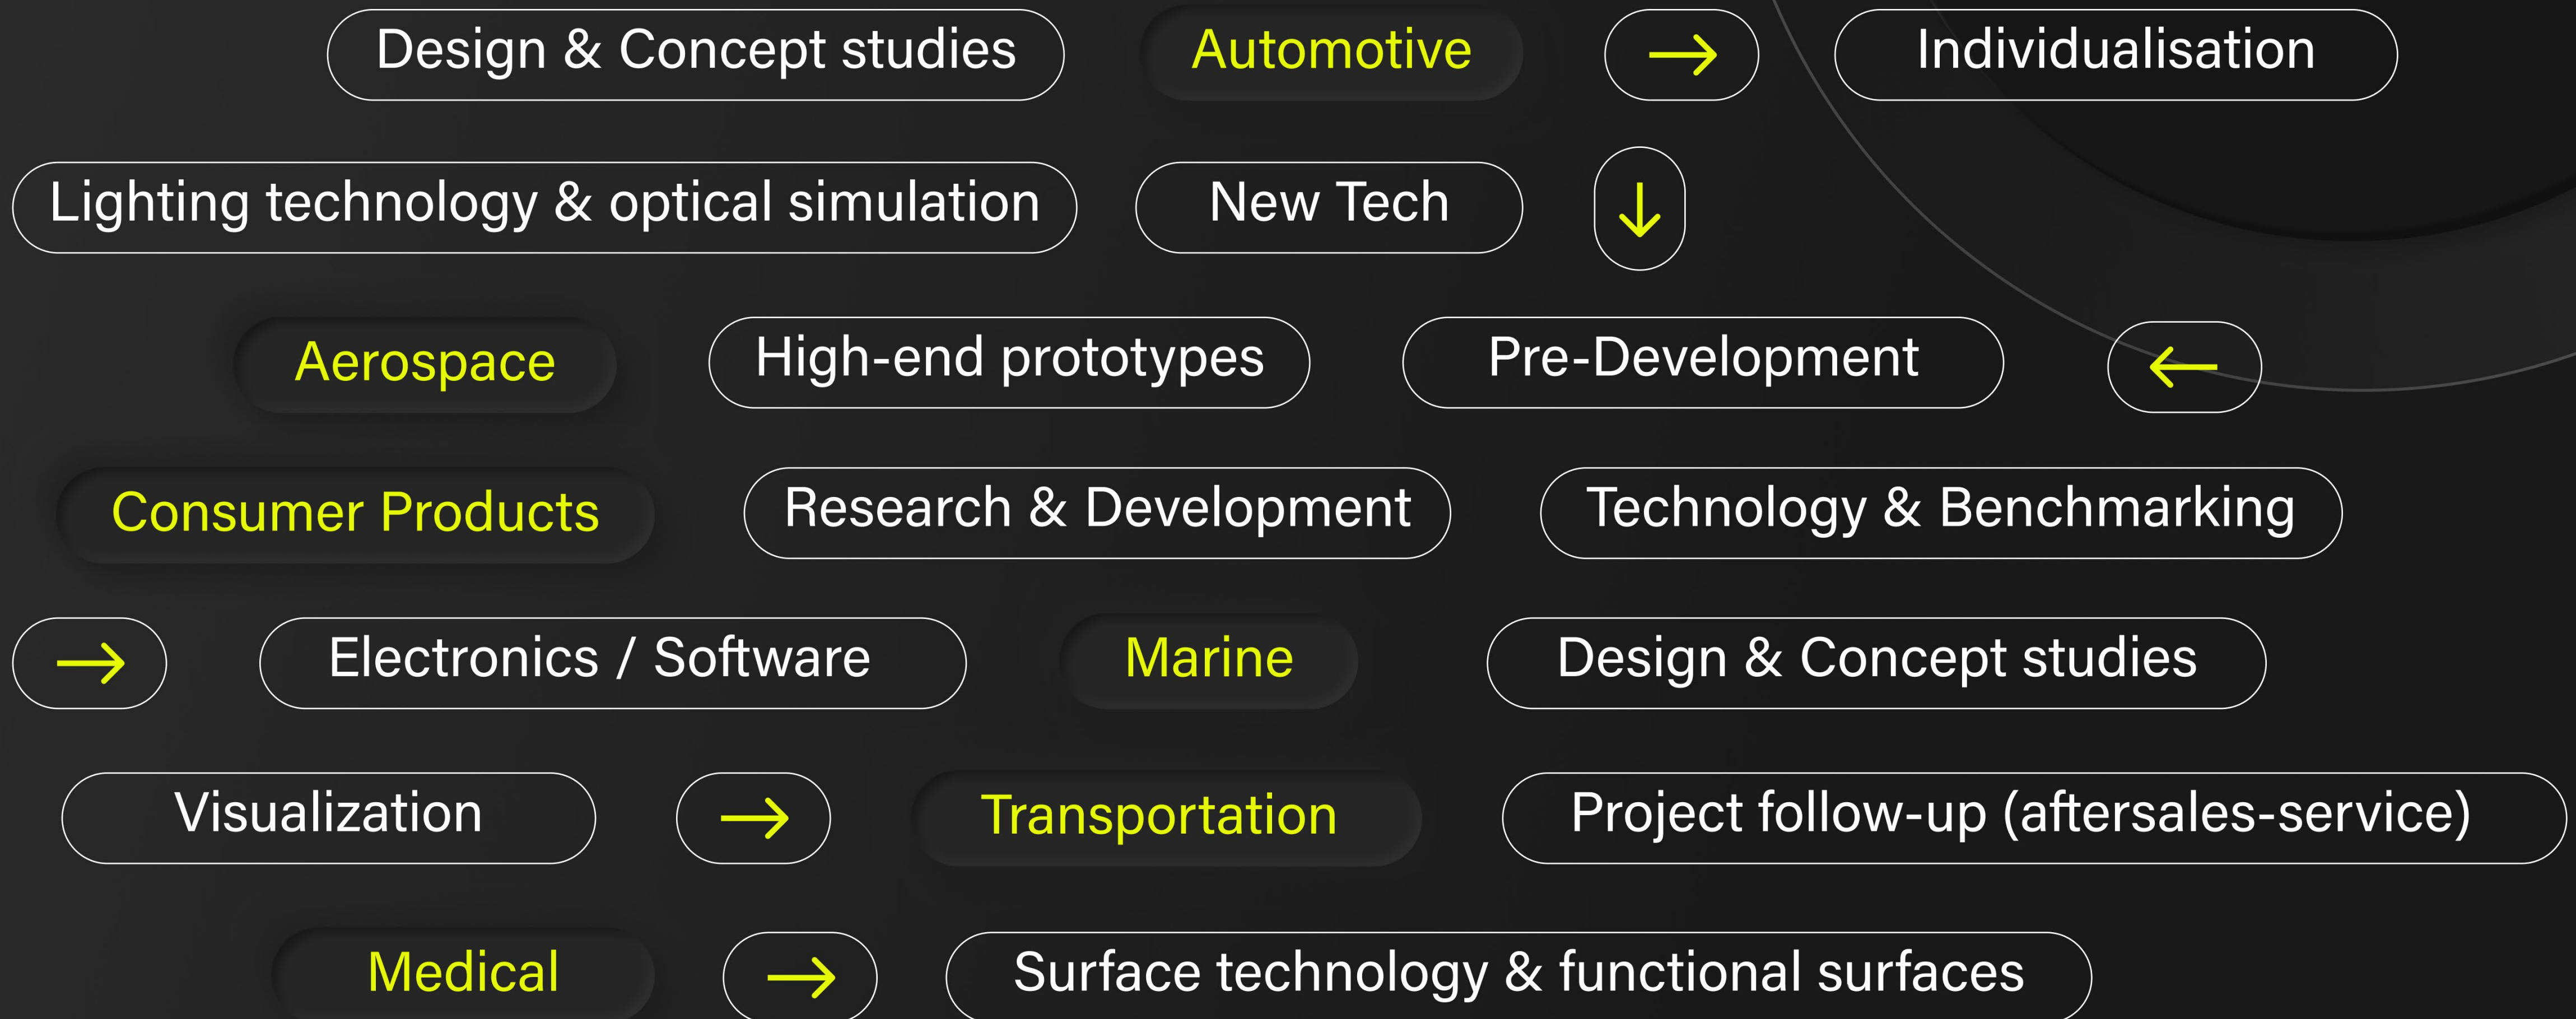 Design & Concept studies Automotive → Individualisation
Lighting technology & optical simulation New Tech ↓
Aerospace High-end prototypes Pre-Development ←
Consumer Products Research & Development Technology & Benchmarking
→ Electronics / Software Marine Design & Concept studies
Visualization → Transportation Project follow-up (aftersales-service)
Medical → Surface technology & functional surfaces